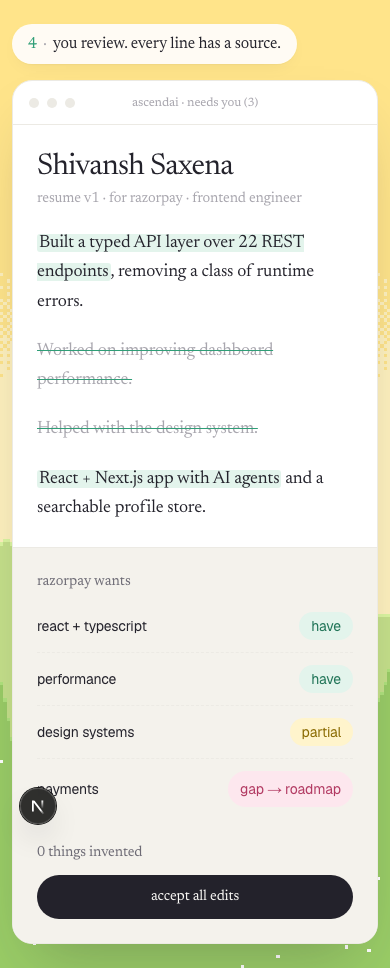 4 · you review. every line has a source.
ascendai · needs you (3)
Shivansh Saxena
resume v1 · for razorpay · frontend engineer
Built a typed API layer over 22 REST
endpoints, removing a class of runtime
errors.
Worked on improving dashboard
performance.
Helped with the design system.
React + Next.js app with AI agents and a
searchable profile store.
razorpay wants
react + typescript have
performance have
design systems partial
payments gap → roadmap
N
0 things invented
accept all edits